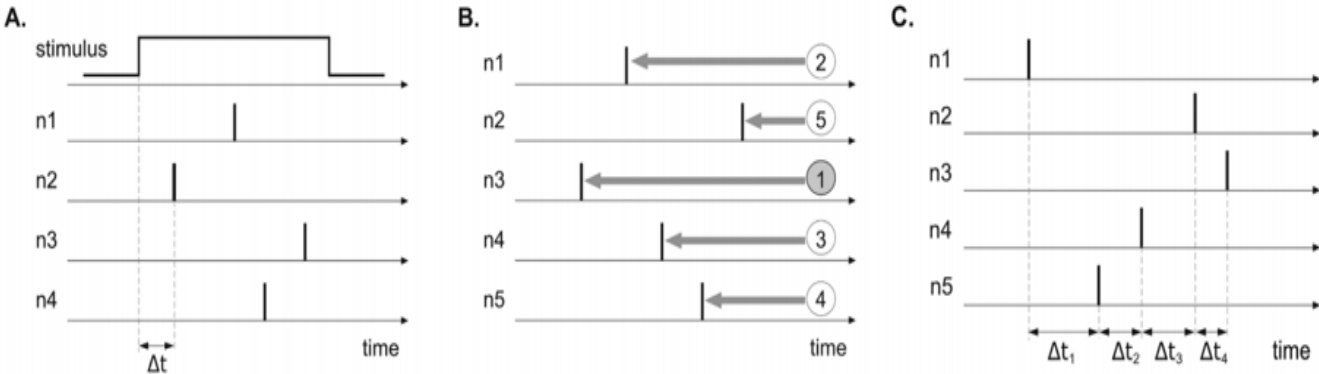 A.
stimulus
n1
n2
n3
n4
Δt
time
B.
n1
2
n2
5
n3
1
n4
3
n5
4
time
C.
n1
n2
n3
n4
n5
Δt₁ Δt₂ Δt₃ Δt₄ time